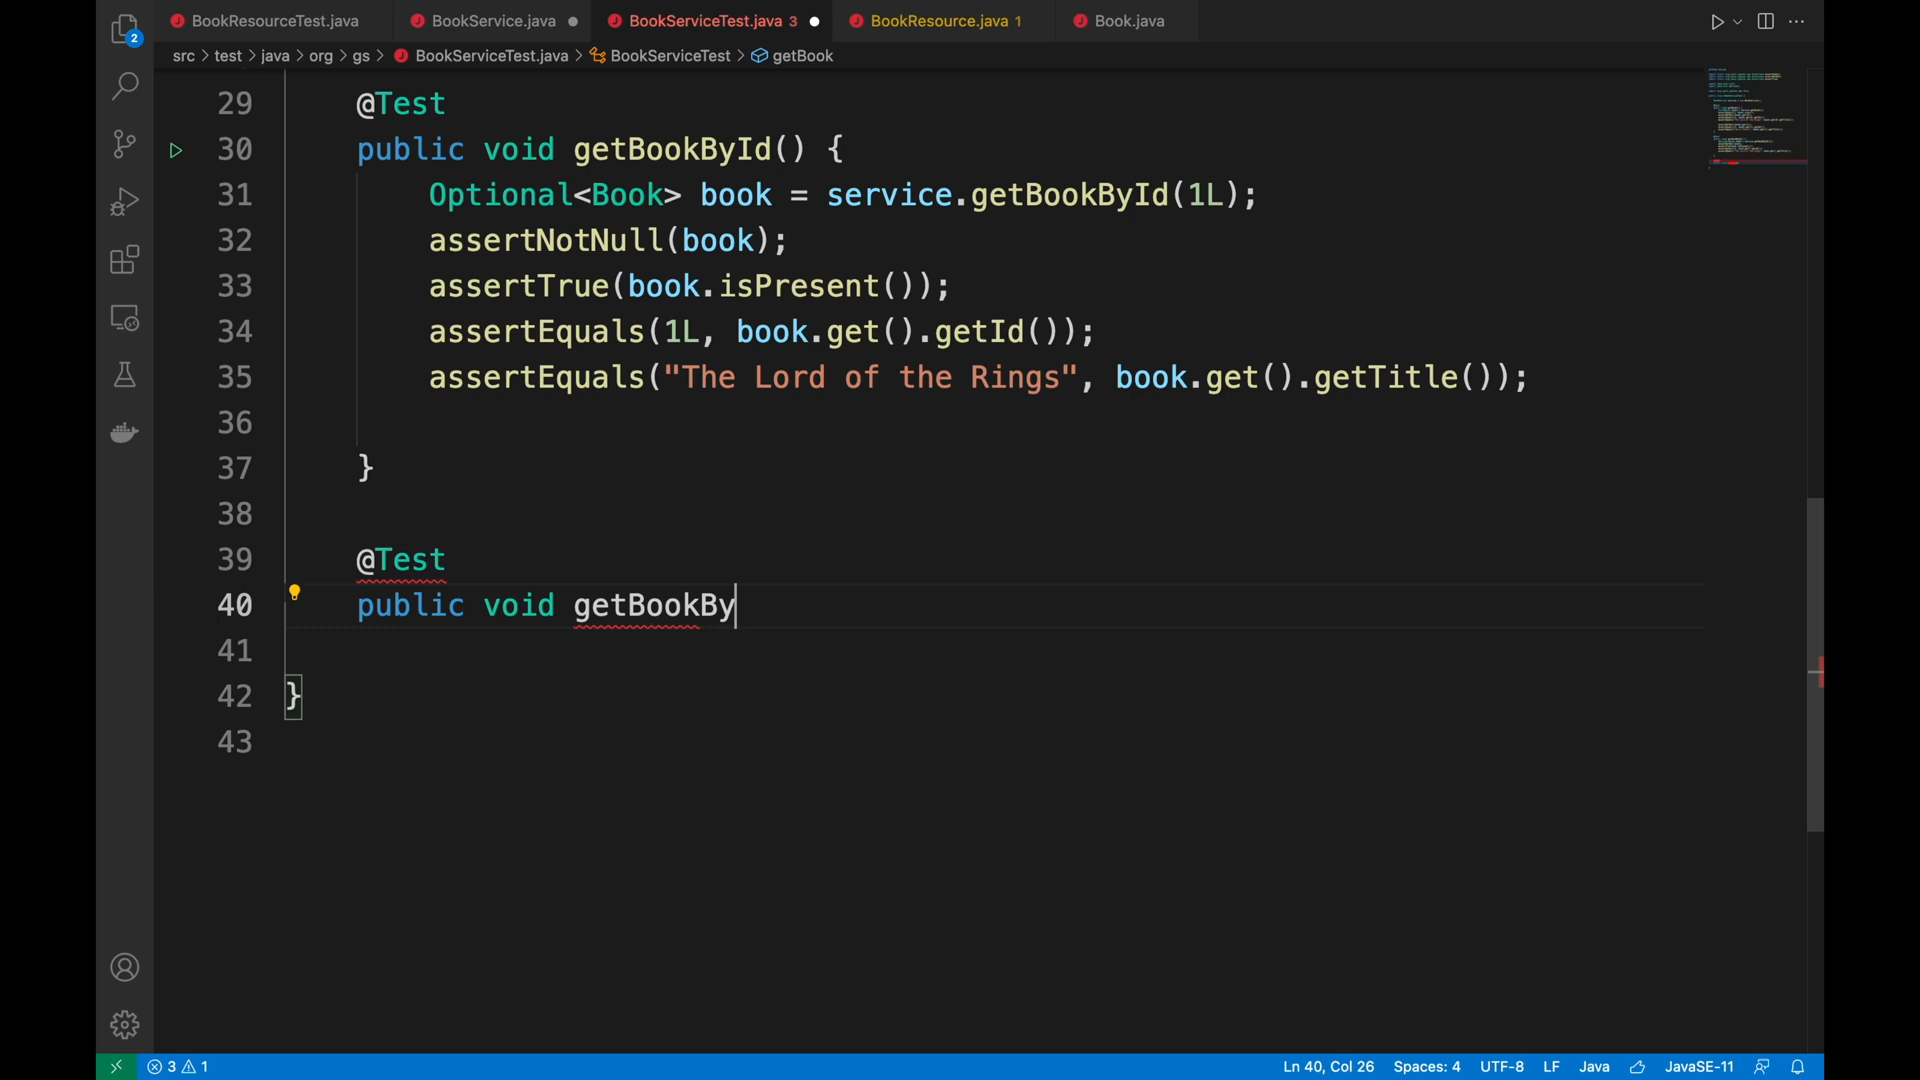 BookResourceTest.java BookService.java BookServiceTest.java 3 BookResource.java 1 Book.java
src > test > java > org > gs > BookServiceTest.java > BookServiceTest > getBook
29 @Test
30 public void getBookById() {
31 Optional<Book> book = service.getBookById(1L);
32 assertNotNull(book);
33 assertTrue(book.isPresent());
34 assertEquals(1L, book.get().getId());
35 assertEquals("The Lord of the Rings", book.get().getTitle());
36
37 }
38
39 @Test
40 public void getBookBy
41
42 }
43
2
3 1 Ln 40, Col 26 Spaces: 4 UTF-8 LF Java JavaSE-11